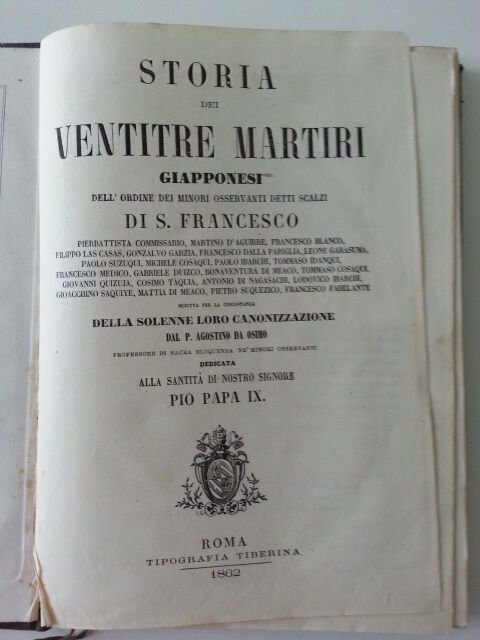 STORIA
DEI
VENTITRE MARTIRI
GIAPPONESI
DELL' ORDINE DEI MINORI OSSERVANTI DETTI SCALZI
DI S. FRANCESCO
PIERBATTISTA COMMISSARIO, MARTINO D'AGUIRRE, FRANCESCO BLANCO,
FILIPPO LAS CASAS, GONZALVO GARZIA, FRANCESCO DALLA PARIGLIA, LEONE GARASUMA,
PAOLO SUZUQUI, MICHELE COSAQUI, PAOLO IBARCHI, TOMMASO IDANQUI,
FRANCESCO MEDICO, GABRIELE DUIZCO, BONAVENTURA DI MEACO, TOMMASO COSAQUI,
GIOVANNI QUIZUIA, COSIMO TAQUIA, ANTONIO DI NAGASACHI, LODOVICO IBARCHI,
GIOACCHINO SAQUIYE, MATTIA DI MEACO, PIETRO SUQUEZICO, FRANCESCO FAHELANTE
SCRITTA PER LA CIRCOSTANZA
DELLA SOLENNE LORO CANONIZZAZIONE
DAL P. AGOSTINO DA OSIMO
PROFESSORE DI SACRA ELOQUENZA NE' MINORI OSSERVANTI
DEDICATA
ALLA SANTITÀ DI NOSTRO SIGNORE
PIO PAPA IX.
ROMA
TIPOGRAFIA TIBERINA
1862